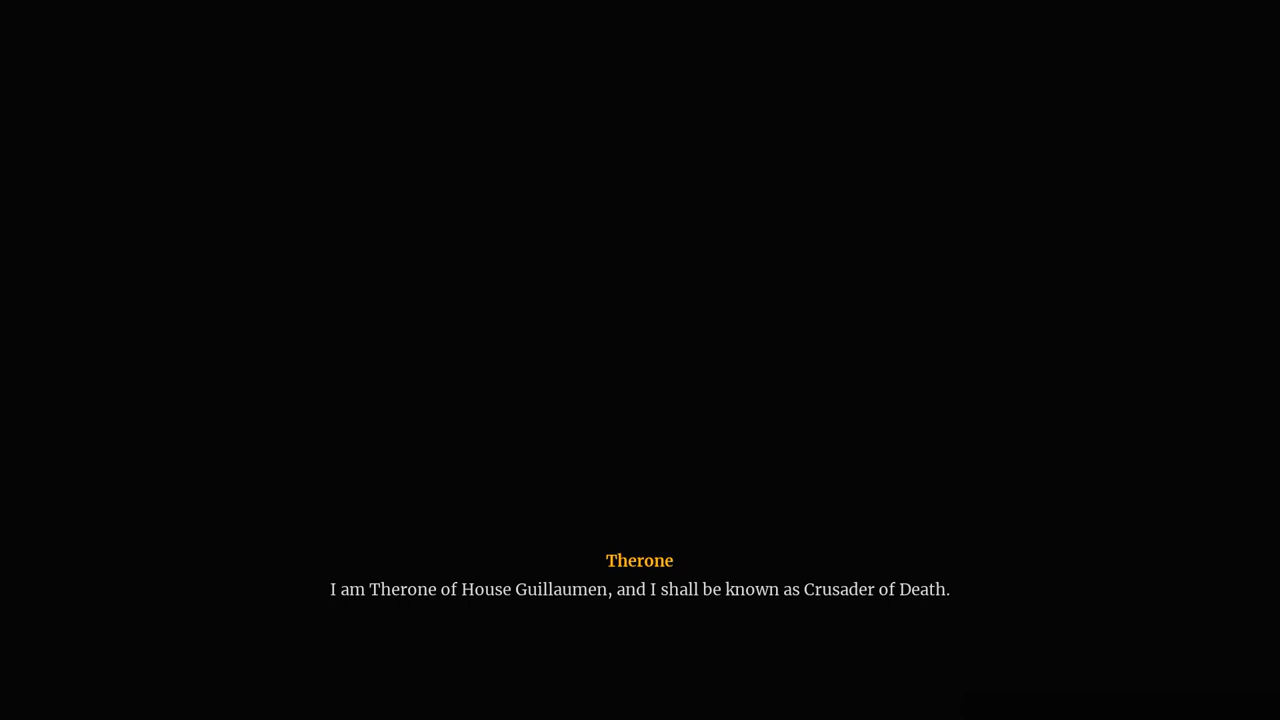 Therone
I am Therone of House Guillaumen, and I shall be known as Crusader of Death.